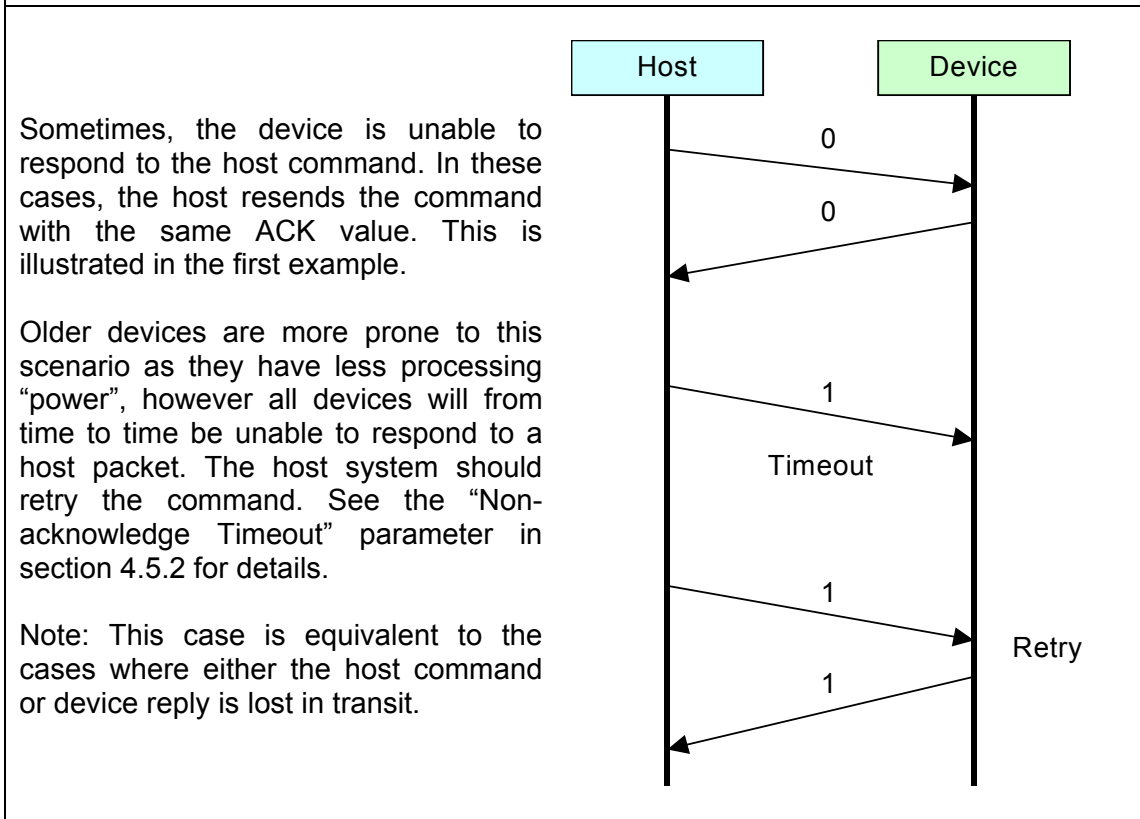 Sometimes, the device is unable to
respond to the host command. In these
cases, the host resends the command
with the same ACK value. This is
illustrated in the first example.
Older devices are more prone to this
scenario as they have less processing
“power”, however all devices will from
time to time be unable to respond to a
host packet. The host system should
retry the command. See the “Non-
acknowledge Timeout” parameter in
section 4.5.2 for details.
Note: This case is equivalent to the
cases where either the host command
or device reply is lost in transit.
Host
Device
0
0
1
Timeout
1
Retry
1